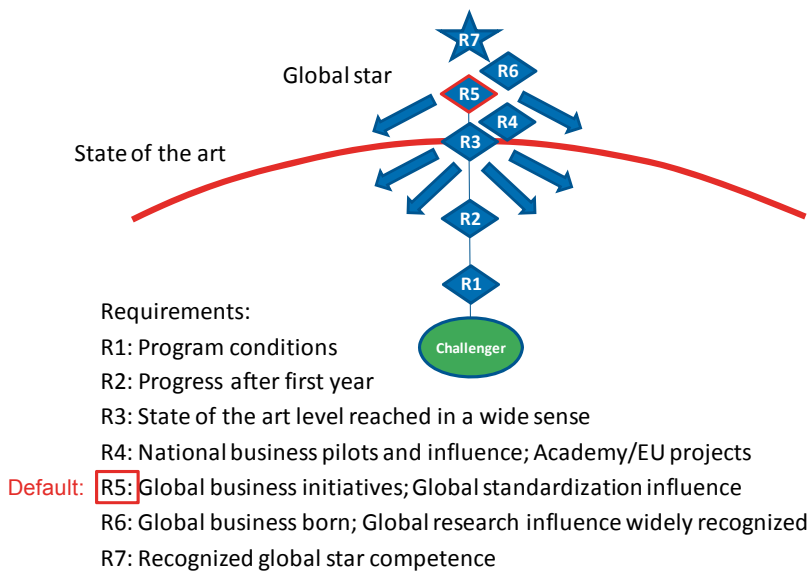 R7
Global star
R6
R5
R4
R3
State of the art
R2
R1
Challenger
Requirements:
R1: Program conditions
R2: Progress after first year
R3: State of the art level reached in a wide sense
R4: National business pilots and influence; Academy/EU projects
Default: R5: Global business initiatives; Global standardization influence
R6: Global business born; Global research influence widely recognized
R7: Recognized global star competence